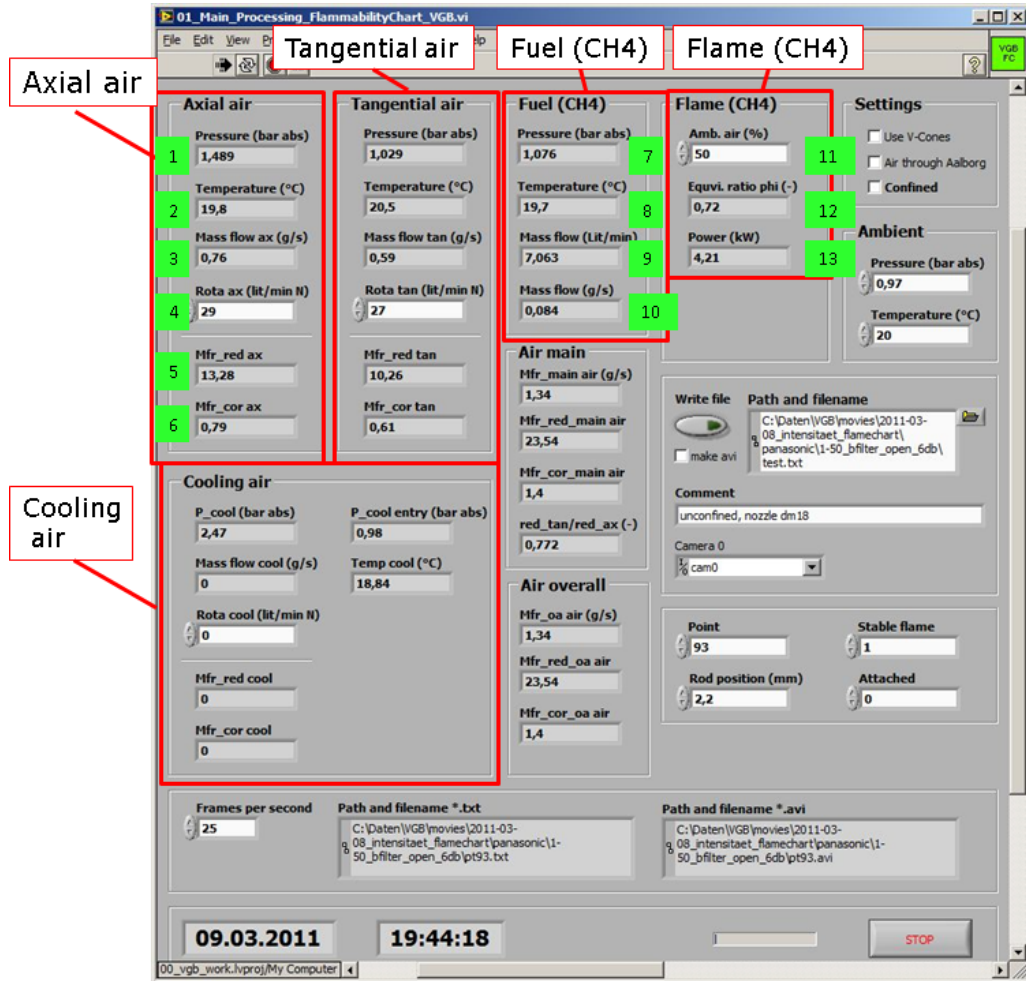 01_Main_Processing_FlammabilityChart_VGB.vi
File Edit View
Tangential air
Fuel (CH4)
Flame (CH4)
VGB
FC
Axial air
Axial air
Pressure (bar abs)
1
1,489
Temperature (°C)
2
19,8
Mass flow ax (g/s)
3
0,76
Rota ax (lit/min N)
4
29
Mfr_red ax
5
13,28
Mfr_cor ax
6
0,79
Tangential air
Pressure (bar abs)
1,029
Temperature (°C)
20,5
Mass flow tan (g/s)
0,59
Rota tan (lit/min N)
27
Mfr_red tan
10,26
Mfr_cor tan
0,61
Fuel (CH4)
Pressure (bar abs)
1,076
7
Temperature (°C)
19,7
8
Mass flow (Lit/min)
7,063
9
Mass flow (g/s)
0,084
10
Flame (CH4)
Amb. air (%)
50
11
Equvi. ratio phi (-)
0,72
12
Power (kW)
4,21
13
Settings
Use V-Cones
Air through Aalborg
Confined
Ambient
Pressure (bar abs)
0,97
Temperature (°C)
20
Air main
Mfr_main air (g/s)
1,34
Mfr_red_main air
23,54
Mfr_cor_main air
1,4
red_tan/red_ax (-)
0,772
Write file
Path and filename
C:\Daten\VGB\movies\2011-03-
08_intensitaet_flamechart\
panasonic\1-50_bfilter_open_6db\
test.txt
make avi
Comment
unconfined, nozzle dm18
Camera 0
cam0
Cooling
air
Cooling air
P_cool (bar abs)
2,47
P_cool entry (bar abs)
0,98
Mass flow cool (g/s)
0
Temp cool (°C)
18,84
Rota cool (lit/min N)
0
Mfr_red cool
0
Mfr_cor cool
0
Air overall
Mfr_oa air (g/s)
1,34
Mfr_red_oa air
23,54
Mfr_cor_oa air
1,4
Point
93
Stable flame
1
Rod position (mm)
2,2
Attached
0
Frames per second
25
Path and filename *.txt
C:\Daten\VGB\movies\2011-03-
08_intensitaet_flamechart\panasonic\1-
50_bfilter_open_6db\pt93.txt
Path and filename *.avi
C:\Daten\VGB\movies\2011-03-
08_intensitaet_flamechart\panasonic\1-
50_bfilter_open_6db\pt93.avi
09.03.2011
19:44:18
STOP
00_vgb_work.lvproj/My Computer